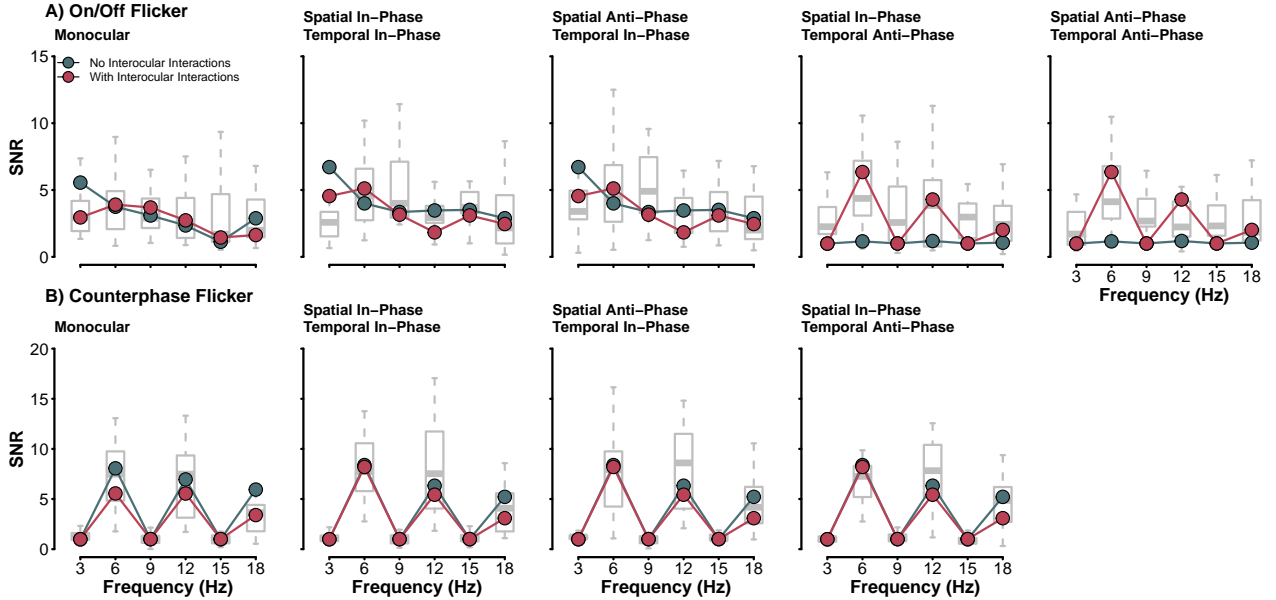 A) On/Off Flicker
Monocular
Spatial In−Phase
Temporal In−Phase
Spatial Anti−Phase
Temporal In−Phase
Spatial In−Phase
Temporal Anti−Phase
Spatial Anti−Phase
Temporal Anti−Phase
No Interocular Interactions
With Interocular Interactions
15
10
5
0
SNR
3 6 9 12 15 18
Frequency (Hz)
B) Counterphase Flicker
Monocular
Spatial In−Phase
Temporal In−Phase
Spatial Anti−Phase
Temporal In−Phase
Spatial In−Phase
Temporal Anti−Phase
20
15
10
5
0
SNR
3 6 9 12 15 18
3 6 9 12 15 18
3 6 9 12 15 18
3 6 9 12 15 18
Frequency (Hz)
Frequency (Hz)
Frequency (Hz)
Frequency (Hz)